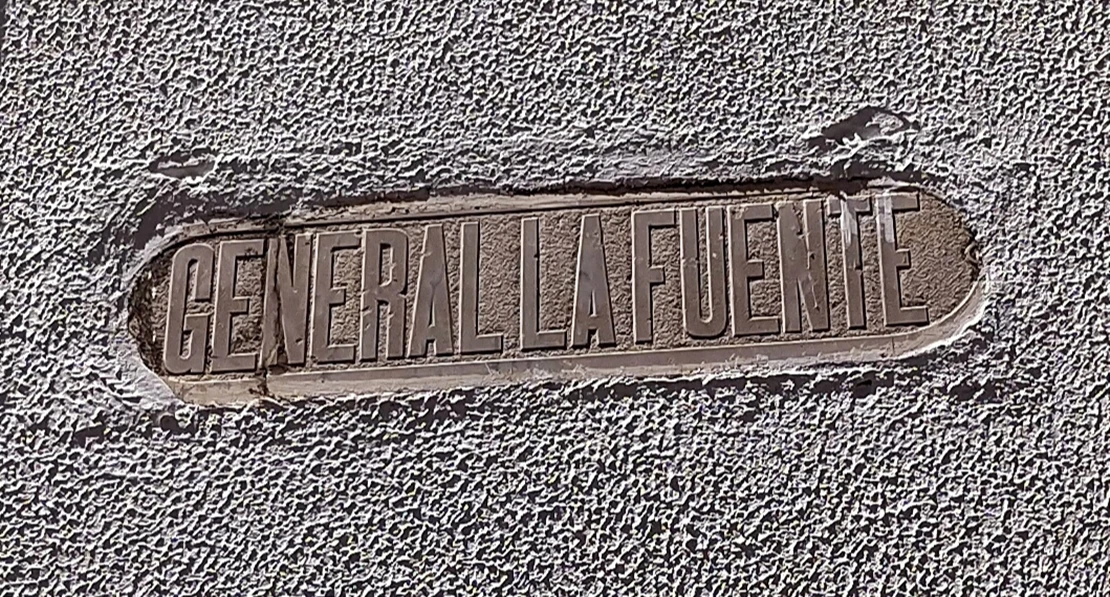 GENERAL LA FUENTE